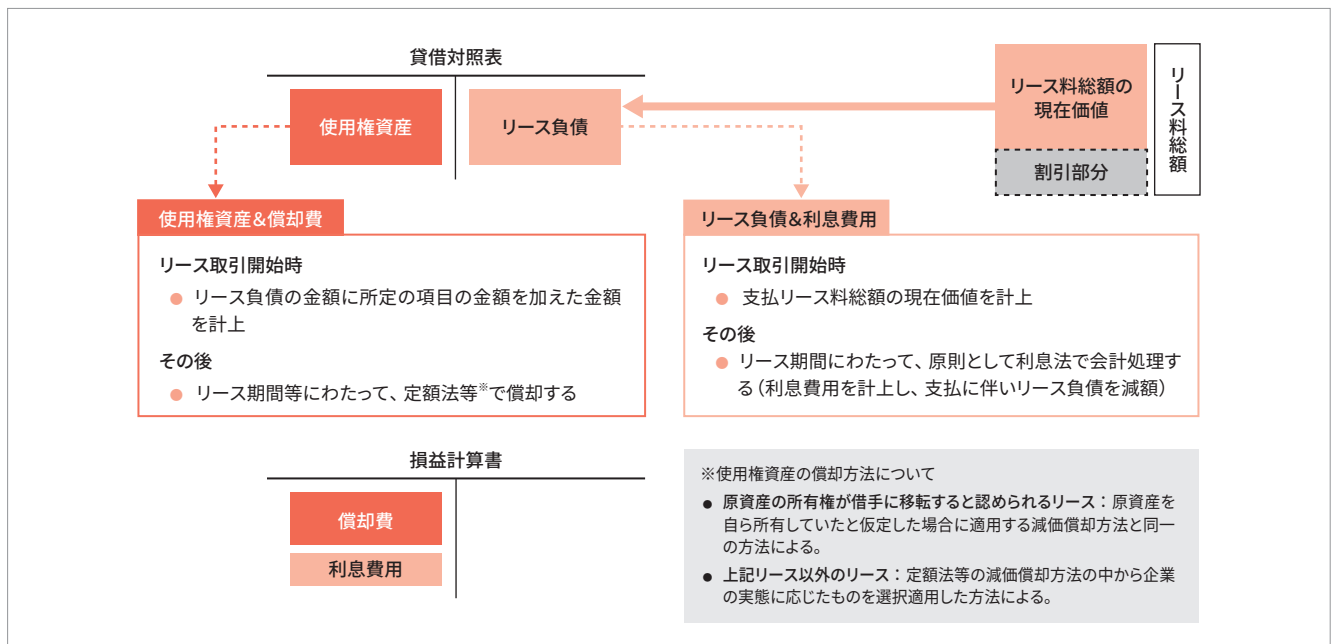 貸借対照表
使用権資産
リース負債
リース料総額の
現在価値
割引部分
リース料総額
使用権資産&償却費
リース取引開始時
● リース負債の金額に所定の項目の金額を加えた金額
を計上
その後
● リース期間等にわたって、定額法等※で償却する
リース負債&利息費用
リース取引開始時
● 支払リース料総額の現在価値を計上
その後
● リース期間にわたって、原則として利息法で会計処理す
る(利息費用を計上し、支払に伴いリース負債を減額)
損益計算書
償却費
利息費用
※使用権資産の償却方法について
● 原資産の所有権が借手に移転すると認められるリース：原資産を
自ら所有していたと仮定した場合に適用する減価償却方法と同一
の方法による。
● 上記リース以外のリース：定額法等の減価償却方法の中から企業
の実態に応じたものを選択適用した方法による。